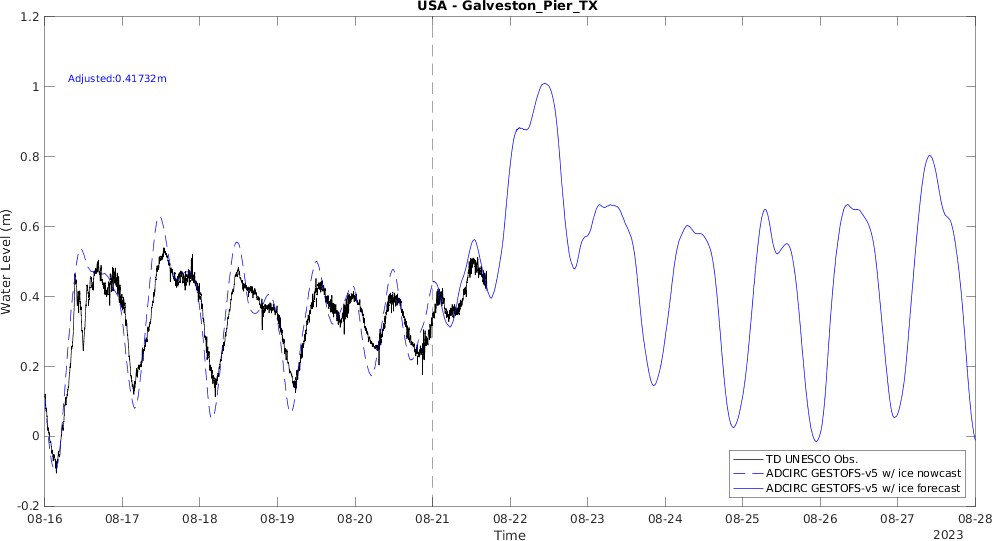 USA - Galveston_Pier_TX
1.2
1
0.8
0.6
0.4
0.2
0
-0.2
Water Level (m)
Adjusted:0.41732m
TD UNESCO Obs.
ADCIRC GESTOFS-v5 w/ ice nowcast
ADCIRC GESTOFS-v5 w/ ice forecast
08-16 08-17 08-18 08-19 08-20 08-21 08-22 08-23 08-24 08-25 08-26 08-27 08-28
Time
2023